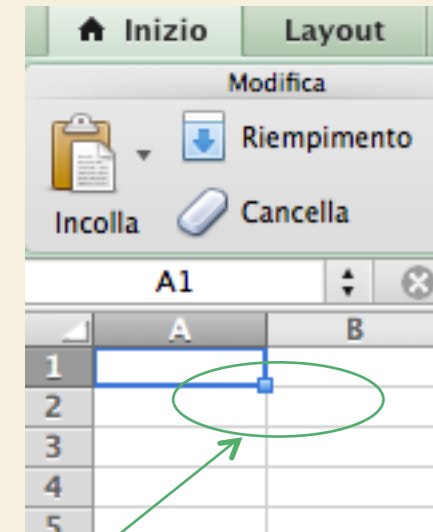 Inizio Layout
Modifica
Riempimento
Incolla Cancella
A1
A B
1
2
3
4
5